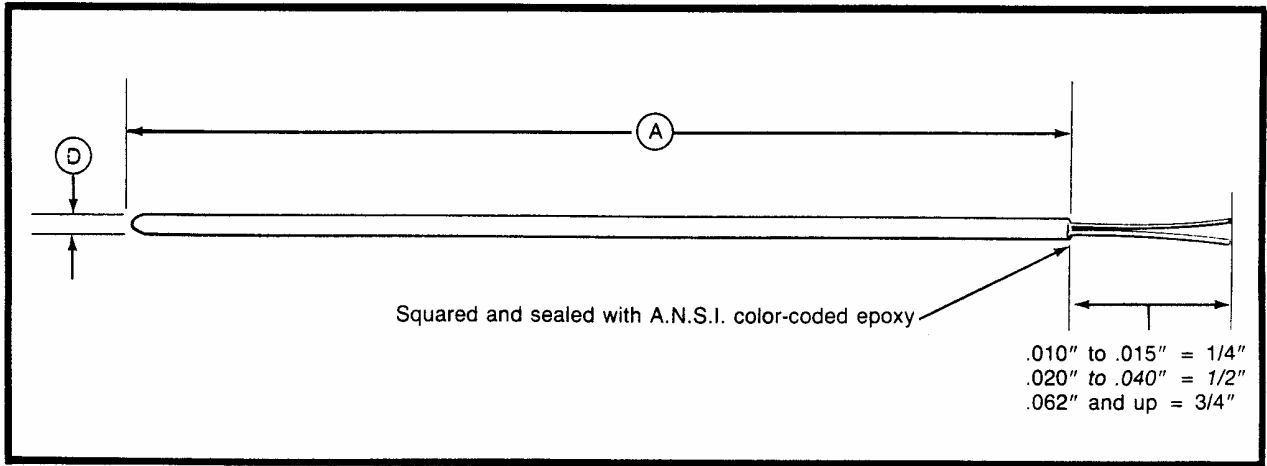 A
D
Squared and sealed with A.N.S.I. color-coded epoxy
.010" to .015" = 1/4"
.020" to .040" = 1/2"
.062" and up = 3/4"